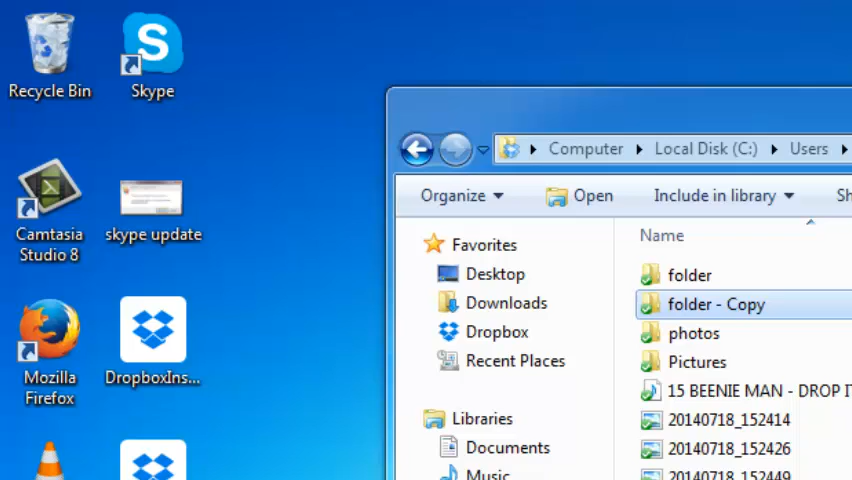 Recycle Bin
Skype
Camtasia
Studio 8
skype update
Mozilla
Firefox
DropboxIns...
Computer
Local Disk (C:)
Users
Organize
Open
Include in library
Sh
Favorites
Desktop
Downloads
Dropbox
Recent Places
Libraries
Documents
Music
Name
folder
folder - Copy
photos
Pictures
15 BEENIE MAN - DROP IT
20140718_152414
20140718_152426
20140718_152449